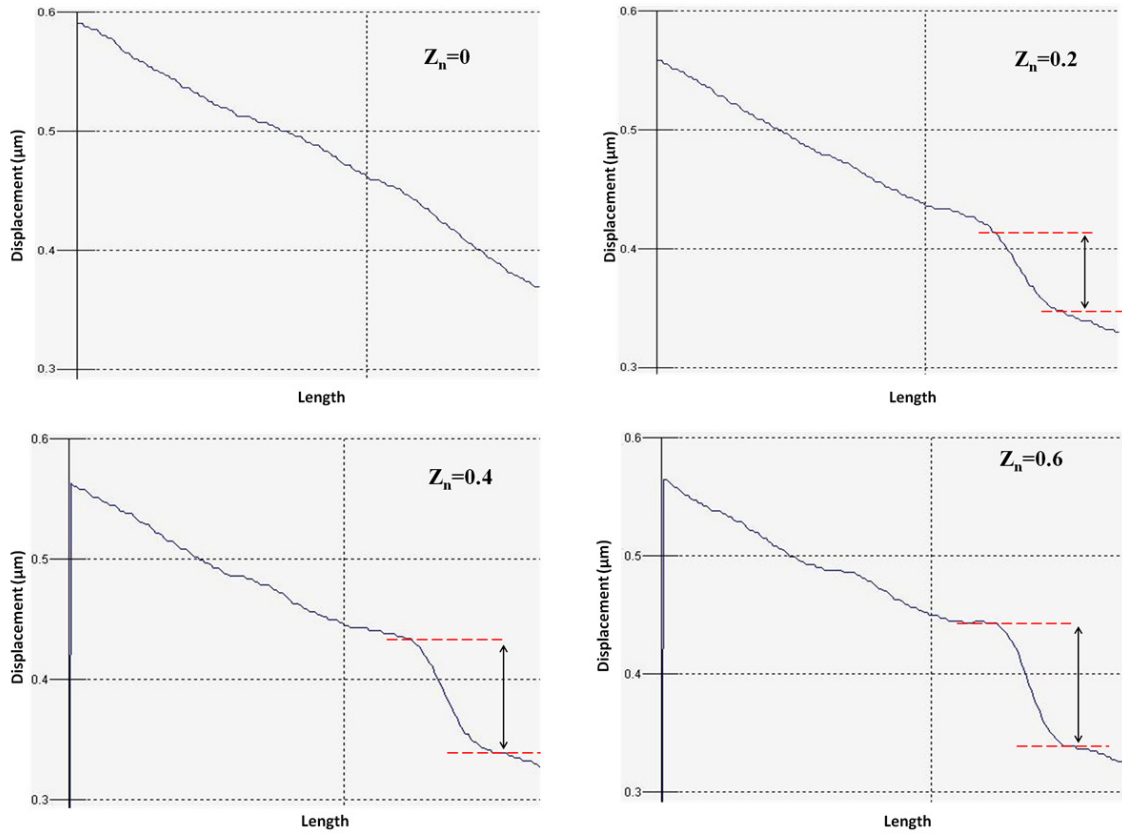 0.6
Zn=0
0.5
Displacement (μm)
0.4
0.3
Length
0.6
Zn=0.2
0.5
Displacement (μm)
0.4
0.3
Length
0.6
Zn=0.4
0.5
Displacement (μm)
0.4
0.3
Length
0.6
Zn=0.6
0.5
Displacement (μm)
0.4
0.3
Length